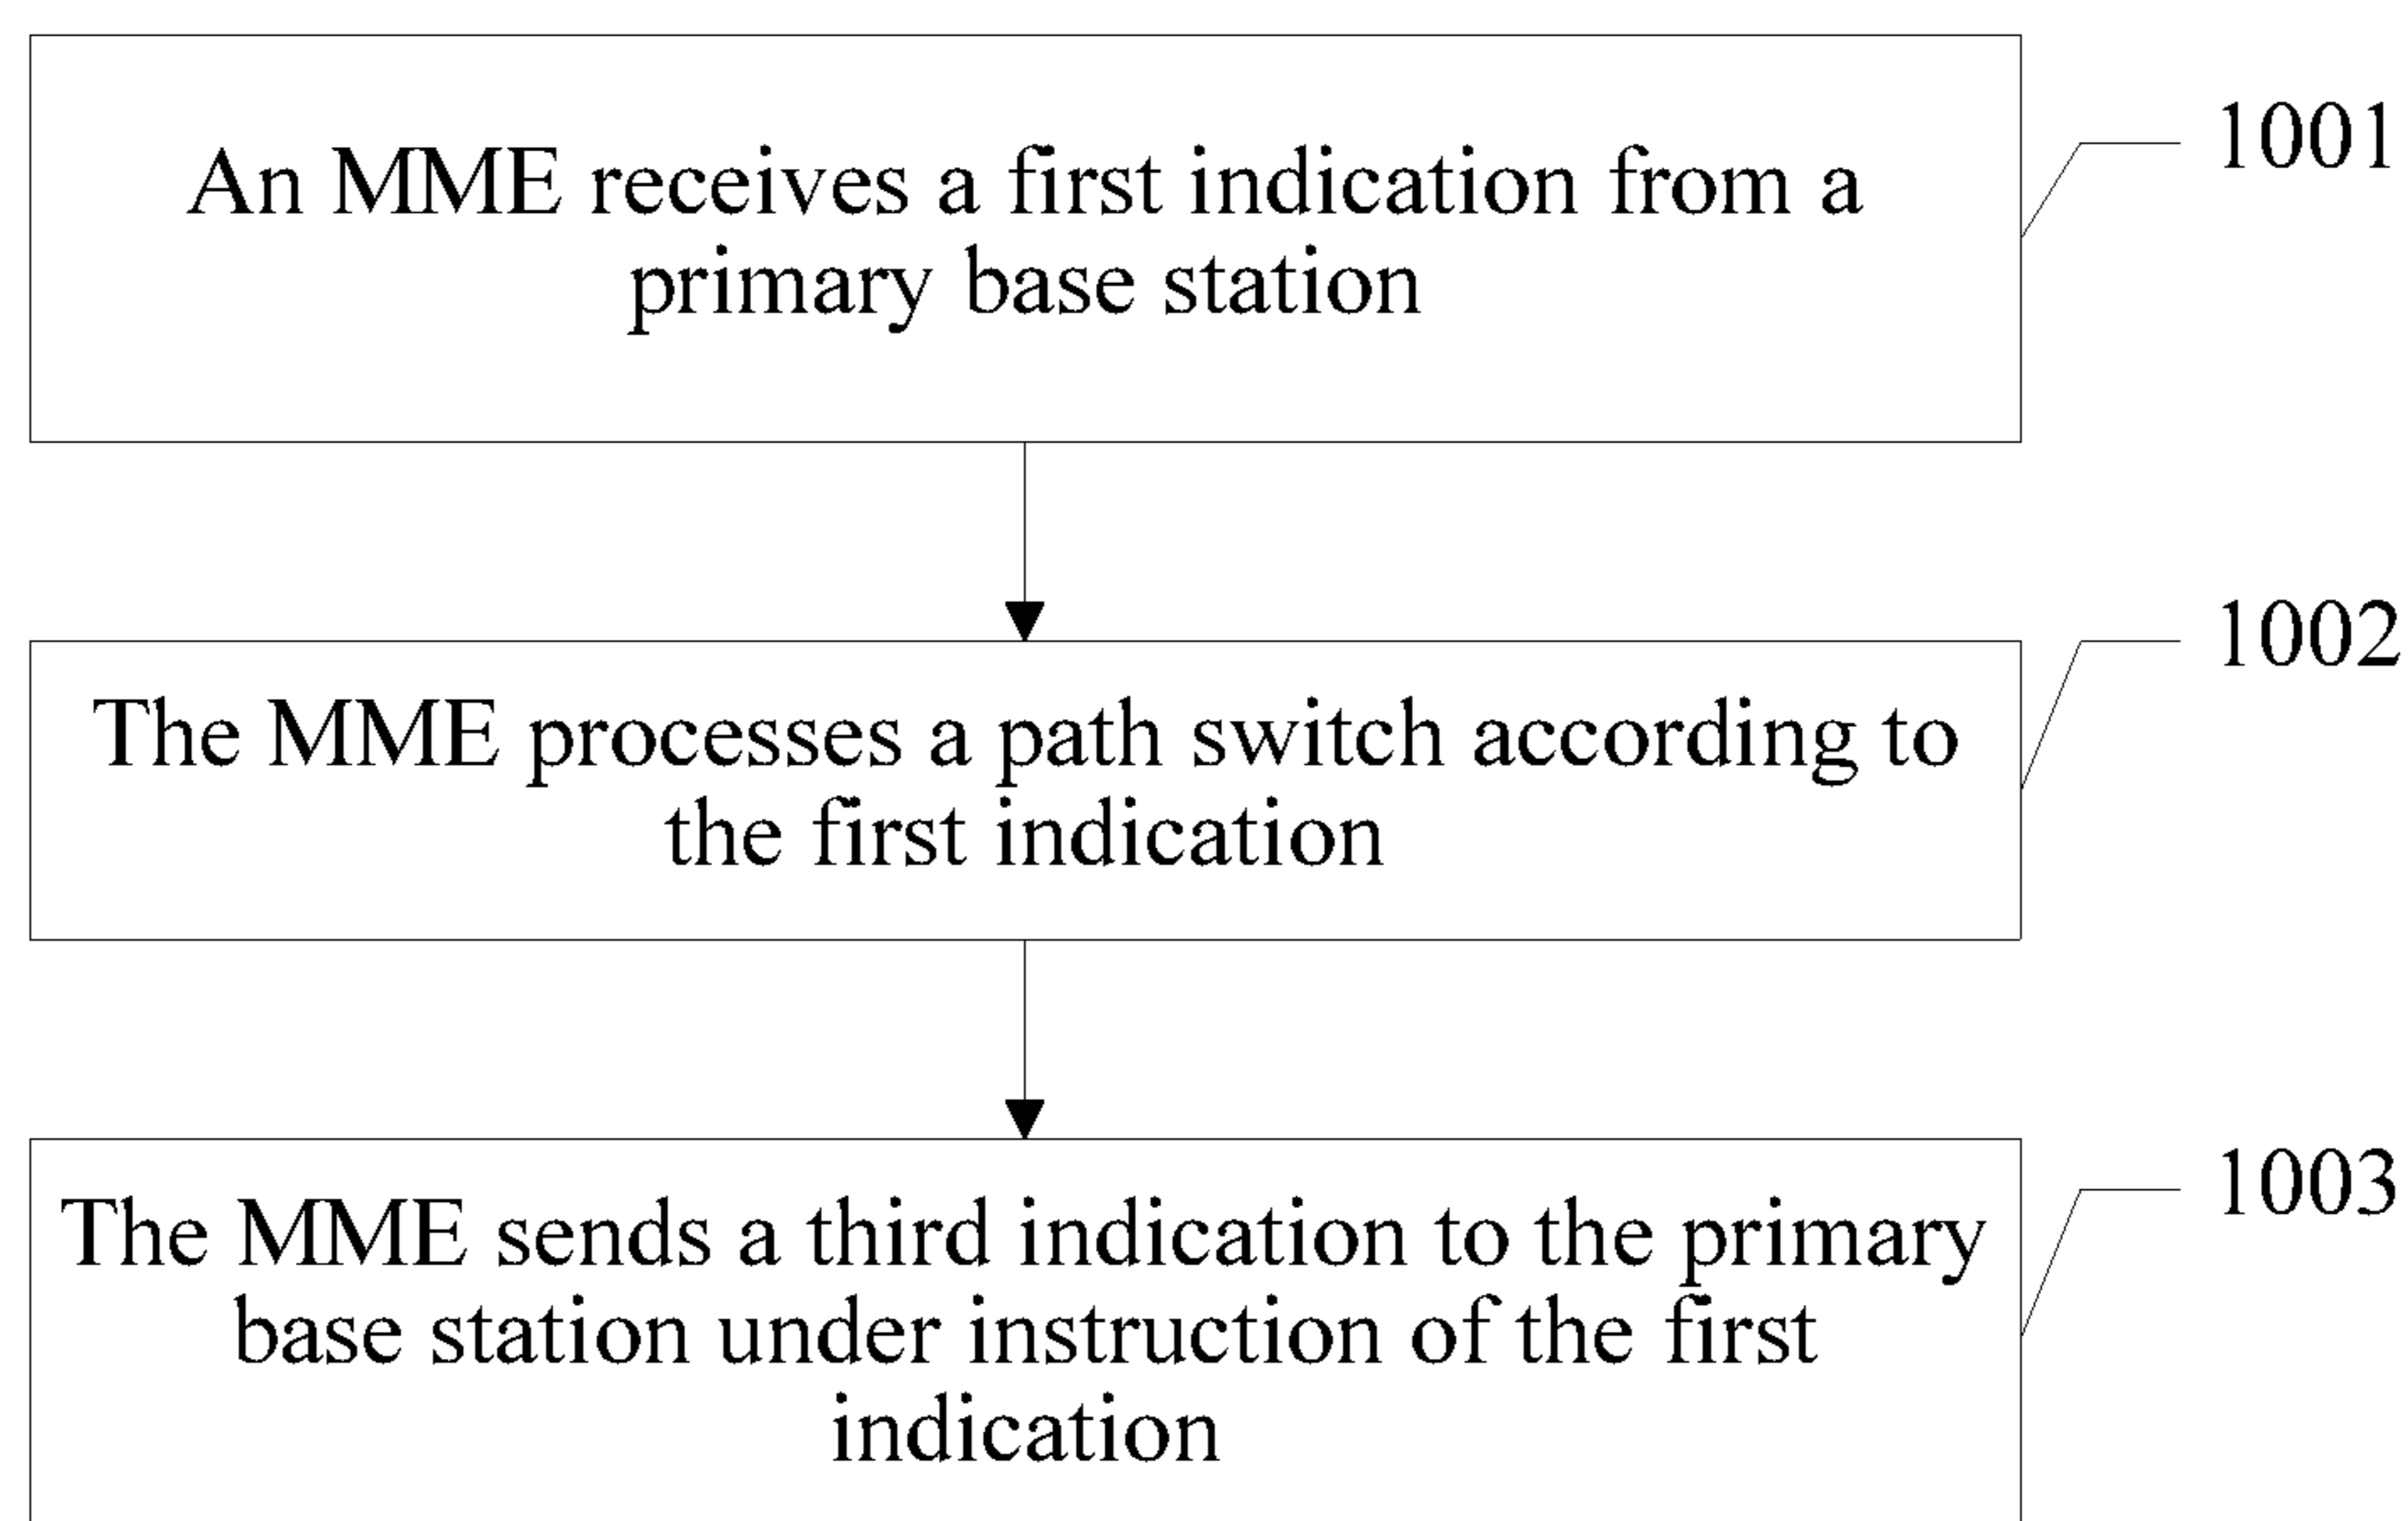 An MME receives a first indication from a
primary base station
1001
The MME processes a path switch according to
the first indication
1002
The MME sends a third indication to the primary
base station under instruction of the first
indication
1003